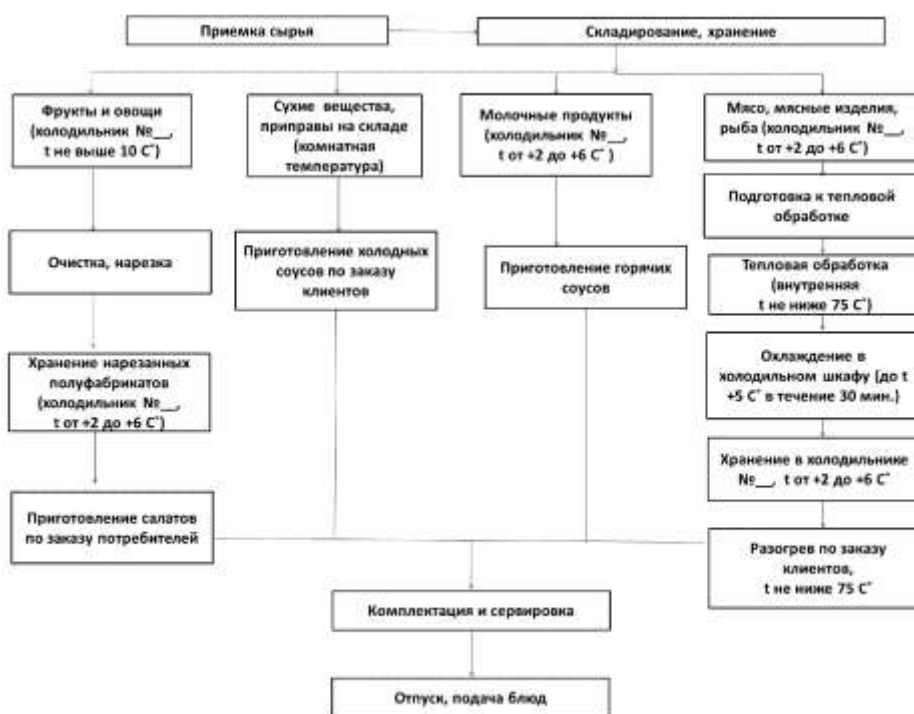 Приемка сырья
Складирование, хранение
Фрукты и овощи
(холодильник №__,
t не выше 10 С˚)
Сухие вещества,
приправы на складе
(комнатная
температура)
Молочные продукты
(холодильник №__,
t от +2 до +6 С˚ )
Мясо, мясные изделия,
рыба (холодильник №__,
t от +2 до +6 С˚)
Подготовка к тепловой
обработке
Очистка, нарезка
Приготовление холодных
соусов по заказу
клиентов
Приготовление горячих
соусов
Тепловая обработка
(внутренняя
t не ниже 75 С˚)
Хранение нарезанных
полуфабрикатов
(холодильник №__,
t от +2 до +6 С˚)
Охлаждение в
холодильном шкафу (до t
+5 С˚ в течение 30 мин.)
Хранение в холодильнике
№__, t от +2 до +6 С˚
Приготовление салатов
по заказу потребителей
Разогрев по заказу
клиентов,
t не ниже 75 С˚
Комплектация и сервировка
Отпуск, подача блюд